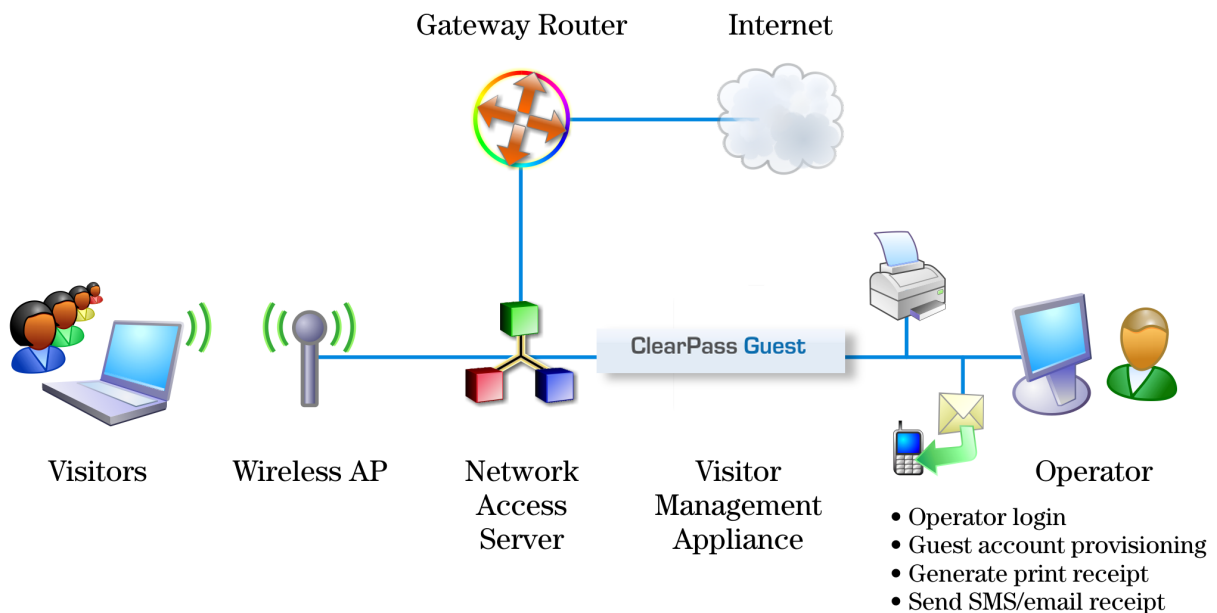 Gateway Router
Internet
ClearPass Guest
Visitors
Wireless AP
Network
Access
Server
Visitor
Management
Appliance
Operator
• Operator login
• Guest account provisioning
• Generate print receipt
• Send SMS/email receipt